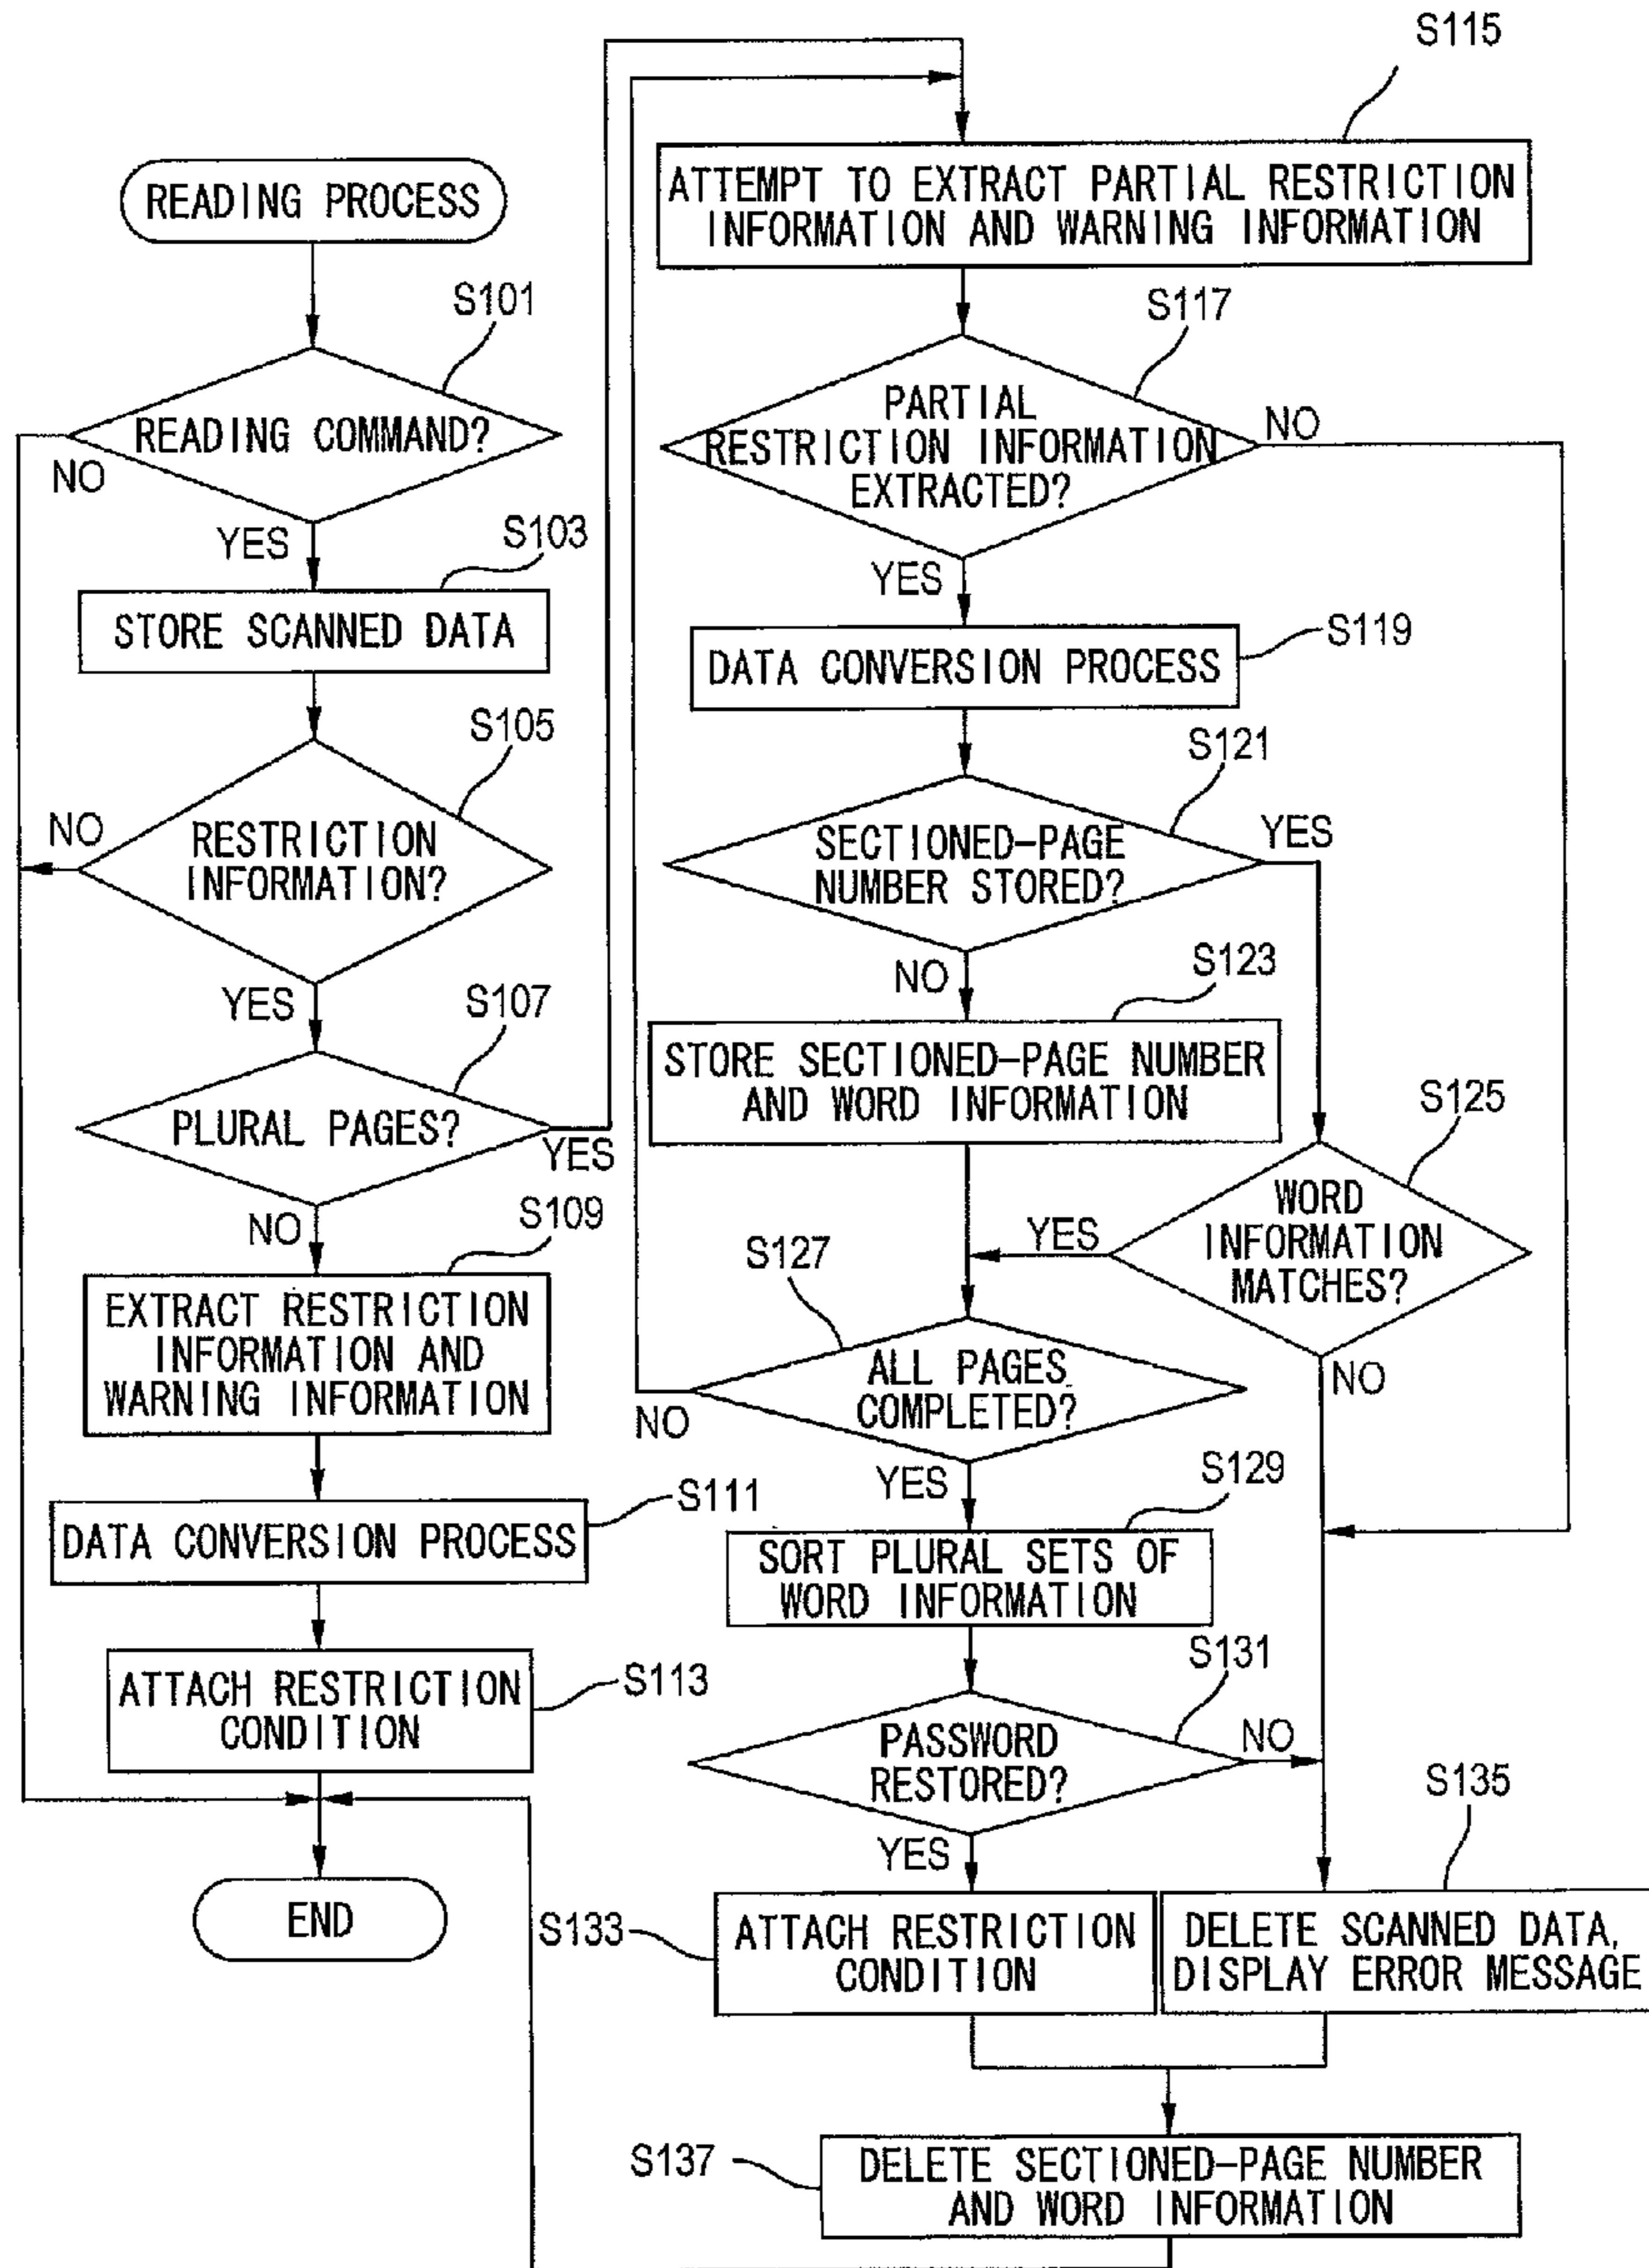 READING PROCESS
S101
READING COMMAND?
NO
YES
S103
STORE SCANNED DATA
S105
NO
RESTRICTION
INFORMATION?
YES
S107
PLURAL PAGES?
YES
NO
S109
EXTRACT RESTRICTION
INFORMATION AND
WARNING INFORMATION
S111
DATA CONVERSION PROCESS
ATTACH RESTRICTION
CONDITION
S113
END
S115
ATTEMPT TO EXTRACT PARTIAL RESTRICTION
INFORMATION AND WARNING INFORMATION
S117
PARTIAL
RESTRICTION INFORMATION
EXTRACTED?
NO
YES
S119
DATA CONVERSION PROCESS
S121
SECTIONED-PAGE
NUMBER STORED?
YES
NO
S123
STORE SECTIONED-PAGE NUMBER
AND WORD INFORMATION
S125
WORD
INFORMATION
MATCHES?
YES
NO
S127
ALL PAGES
COMPLETED?
NO
YES
S129
SORT PLURAL SETS OF
WORD INFORMATION
S131
PASSWORD
RESTORED?
NO
YES
S133
ATTACH RESTRICTION
CONDITION
S135
DELETE SCANNED DATA,
DISPLAY ERROR MESSAGE
S137
DELETE SECTIONED-PAGE NUMBER
AND WORD INFORMATION